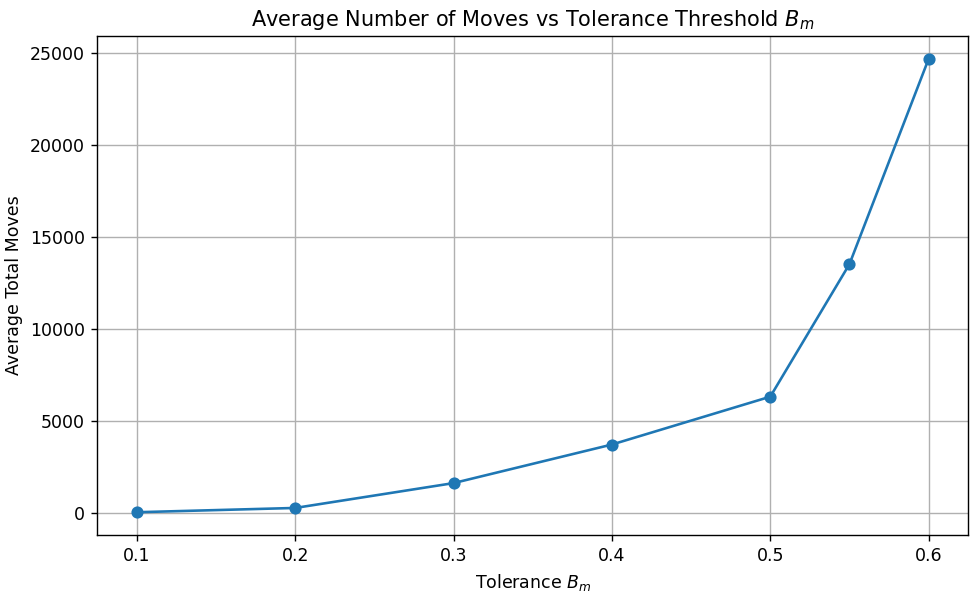 Average Number of Moves vs Tolerance Threshold $B_m$
Average Total Moves
25000
20000
15000
10000
5000
0
0.1 0.2 0.3 0.4 0.5 0.6
Tolerance $B_m$